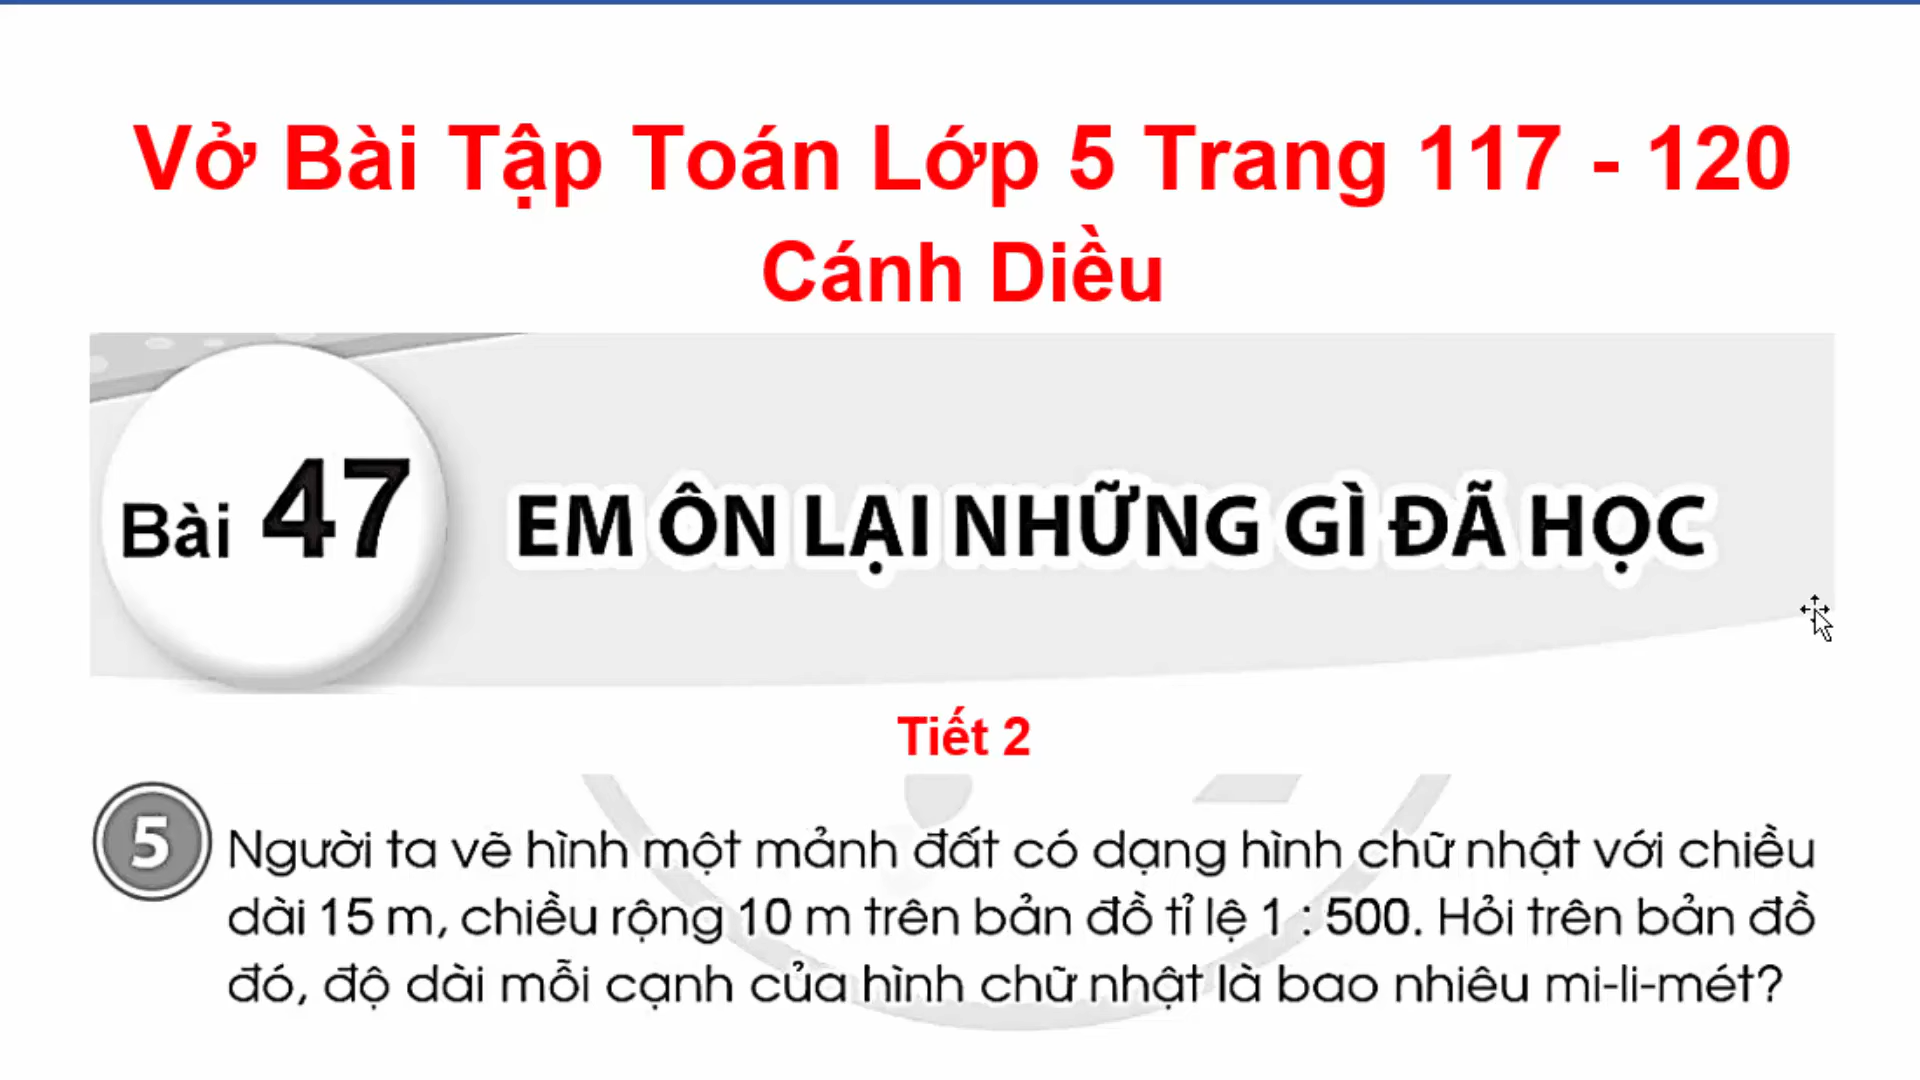 Vở Bài Tập Toán Lớp 5 Trang 117 - 120
Cánh Diều
Bài 47
EM ÔN LẠI NHỮNG GÌ ĐÃ HỌC
Tiết 2
5
Người ta vẽ hình một mảnh đất có dạng hình chữ nhật với chiều
dài 15 m, chiều rộng 10 m trên bản đồ tỉ lệ 1 : 500. Hỏi trên bản đồ
đó, độ dài mỗi cạnh của hình chữ nhật là bao nhiêu mi-li-mét?